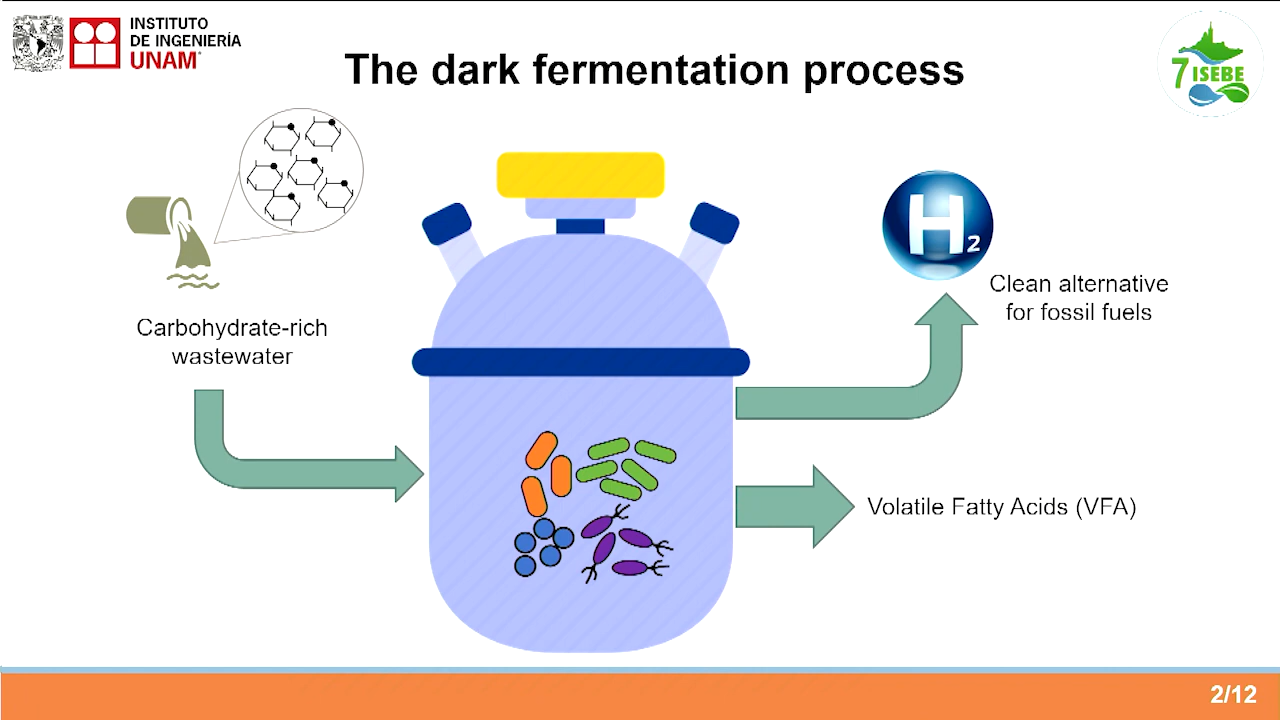 INSTITUTO
DE INGENIERÍA
UNAM
The dark fermentation process
7 ISEBE
H2
Clean alternative
for fossil fuels
Carbohydrate-rich
wastewater
Volatile Fatty Acids (VFA)
2/12